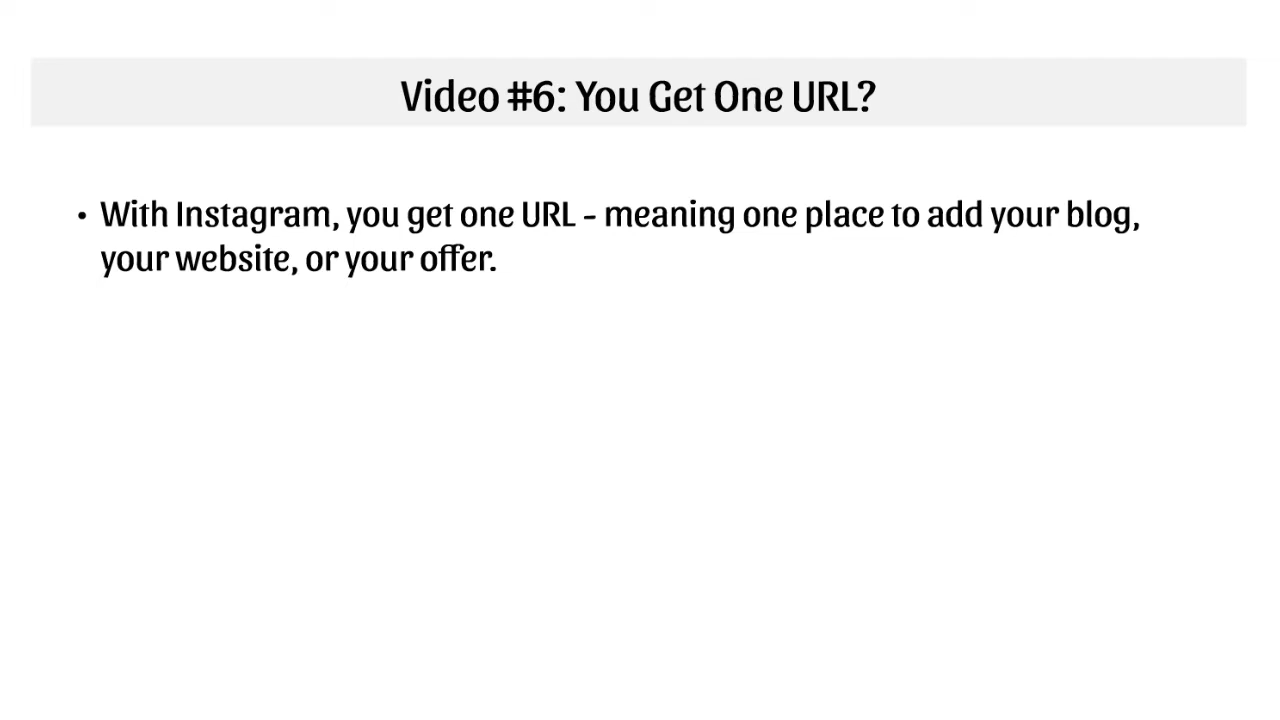 Video #6: You Get One URL?
• With Instagram, you get one URL - meaning one place to add your blog,
your website, or your offer.